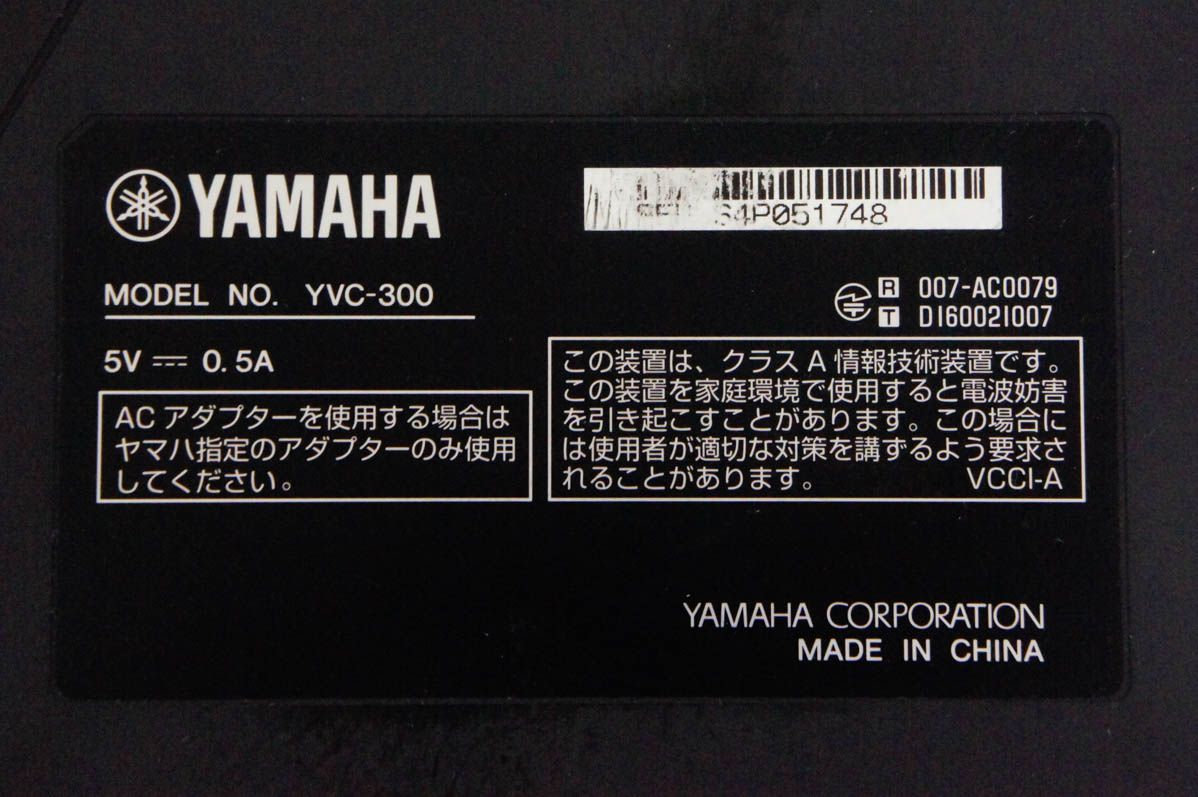 YAMAHA
S4P051748
MODEL NO. YVC-300
R 007-AC0079
T D160021007
5V ⎓ 0.5A
AC アダプターを使用する場合は
ヤマハ指定のアダプターのみ使用
してください。
この装置は、クラスA情報技術装置です。
この装置を家庭環境で使用すると電波妨害
を引き起こすことがあります。この場合に
は使用者が適切な対策を講ずるよう要求さ
れることがあります。 VCCI-A
YAMAHA CORPORATION
MADE IN CHINA